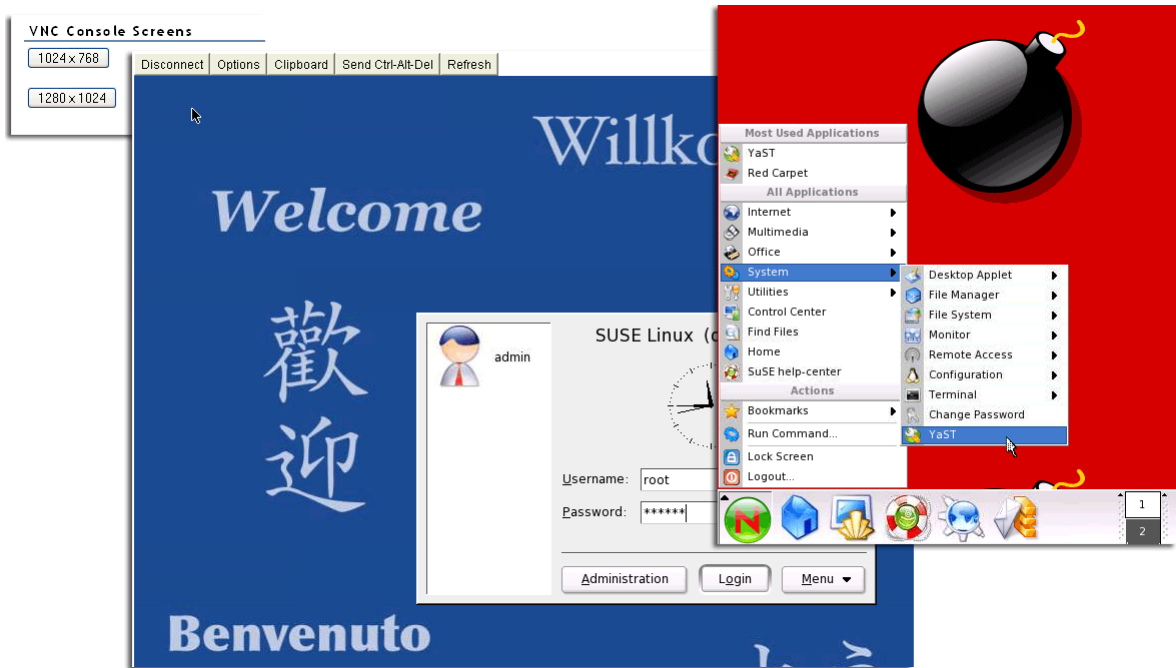 VNC Console Screens
1024 x 768
1280 x 1024
Disconnect Options Clipboard Send Ctrl-Alt-Del Refresh
Welcome
歡
迎
Benvenuto
SUSE Linux
admin
Username: root
Password: ******
Administration Login Menu
Most Used Applications
YaST
Red Carpet
All Applications
Internet
Multimedia
Office
System
Utilities
Control Center
Find Files
Home
SuSE help-center
Actions
Bookmarks
Run Command...
Lock Screen
Logout...
Desktop Applet
File Manager
File System
Monitor
Remote Access
Configuration
Terminal
Change Password
YaST
N
1
2